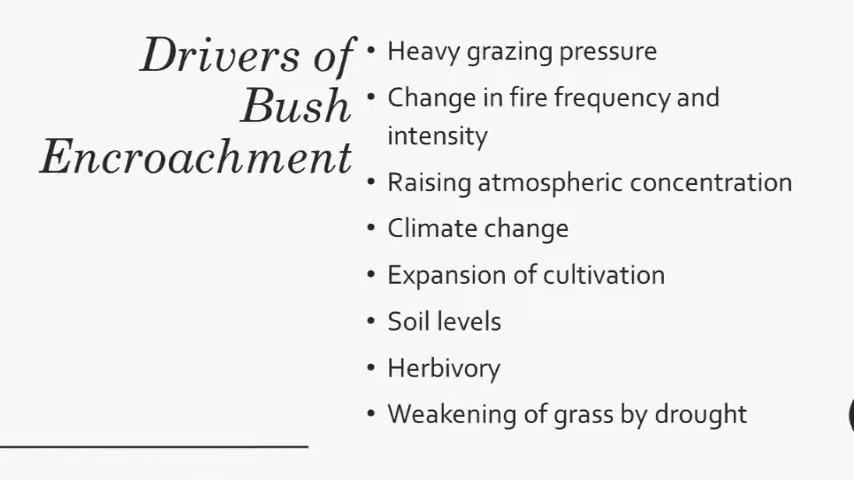 Drivers of
Bush
Encroachment
• Heavy grazing pressure
• Change in fire frequency and
intensity
• Raising atmospheric concentration
• Climate change
• Expansion of cultivation
• Soil levels
• Herbivory
• Weakening of grass by drought